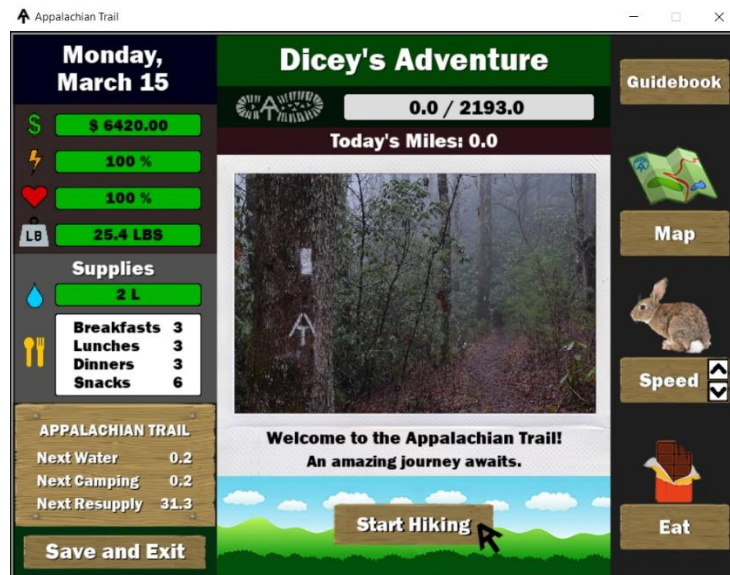 Appalachian Trail
Monday,
March 15
$ 6420.00
100 %
100 %
LB
25.4 LBS
Supplies
2 L
Breakfasts 3
Lunches 3
Dinners 3
Snacks 6
APPALACHIAN TRAIL
Next Water 0.2
Next Camping 0.2
Next Resupply 31.3
Save and Exit
Dicey's Adventure
0.0 / 2193.0
Today's Miles: 0.0
Welcome to the Appalachian Trail!
An amazing journey awaits.
Start Hiking
Guidebook
Map
Speed
Eat